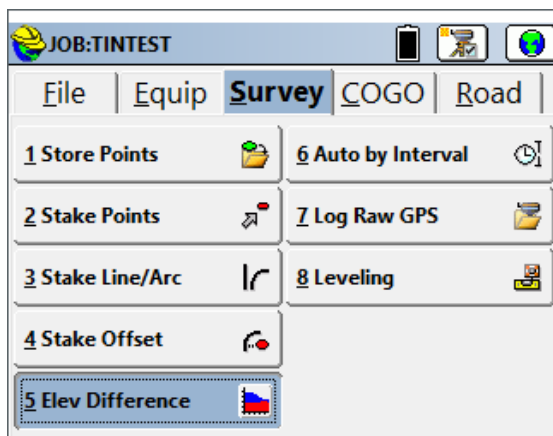 JOB:TINTEST
File Equip Survey COGO Road
1 Store Points
6 Auto by Interval
2 Stake Points
7 Log Raw GPS
3 Stake Line/Arc
8 Leveling
4 Stake Offset
5 Elev Difference